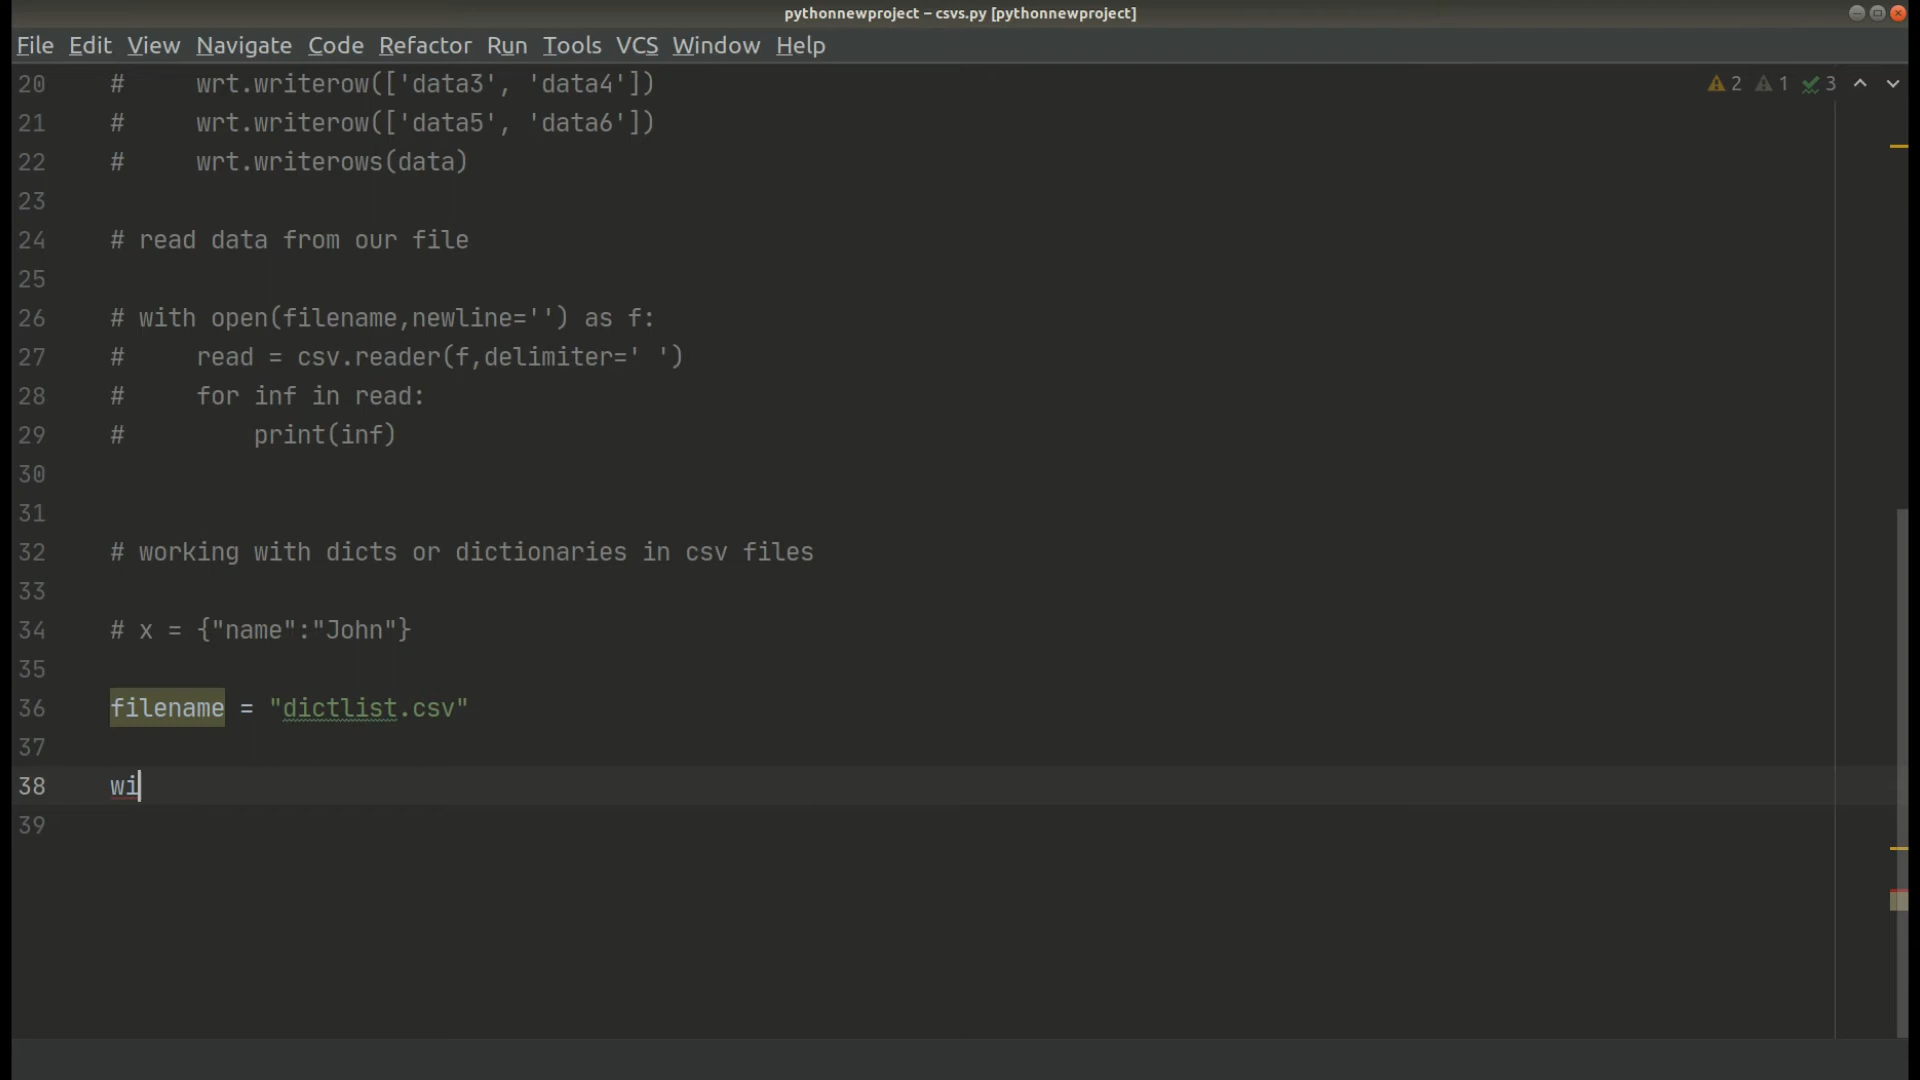 pythonnewproject – csvs.py [pythonnewproject]
File Edit View Navigate Code Refactor Run Tools VCS Window Help
20 #     wrt.writerow(['data3', 'data4'])
2 1 3
21 #     wrt.writerow(['data5', 'data6'])
22 #     wrt.writerows(data)
23
24 # read data from our file
25
26 # with open(filename,newline='') as f:
27 #     read = csv.reader(f,delimiter=' ')
28 #     for inf in read:
29 #         print(inf)
30
31
32 # working with dicts or dictionaries in csv files
33
34 # x = {"name":"John"}
35
36 filename = "dictlist.csv"
37
38 wi
39